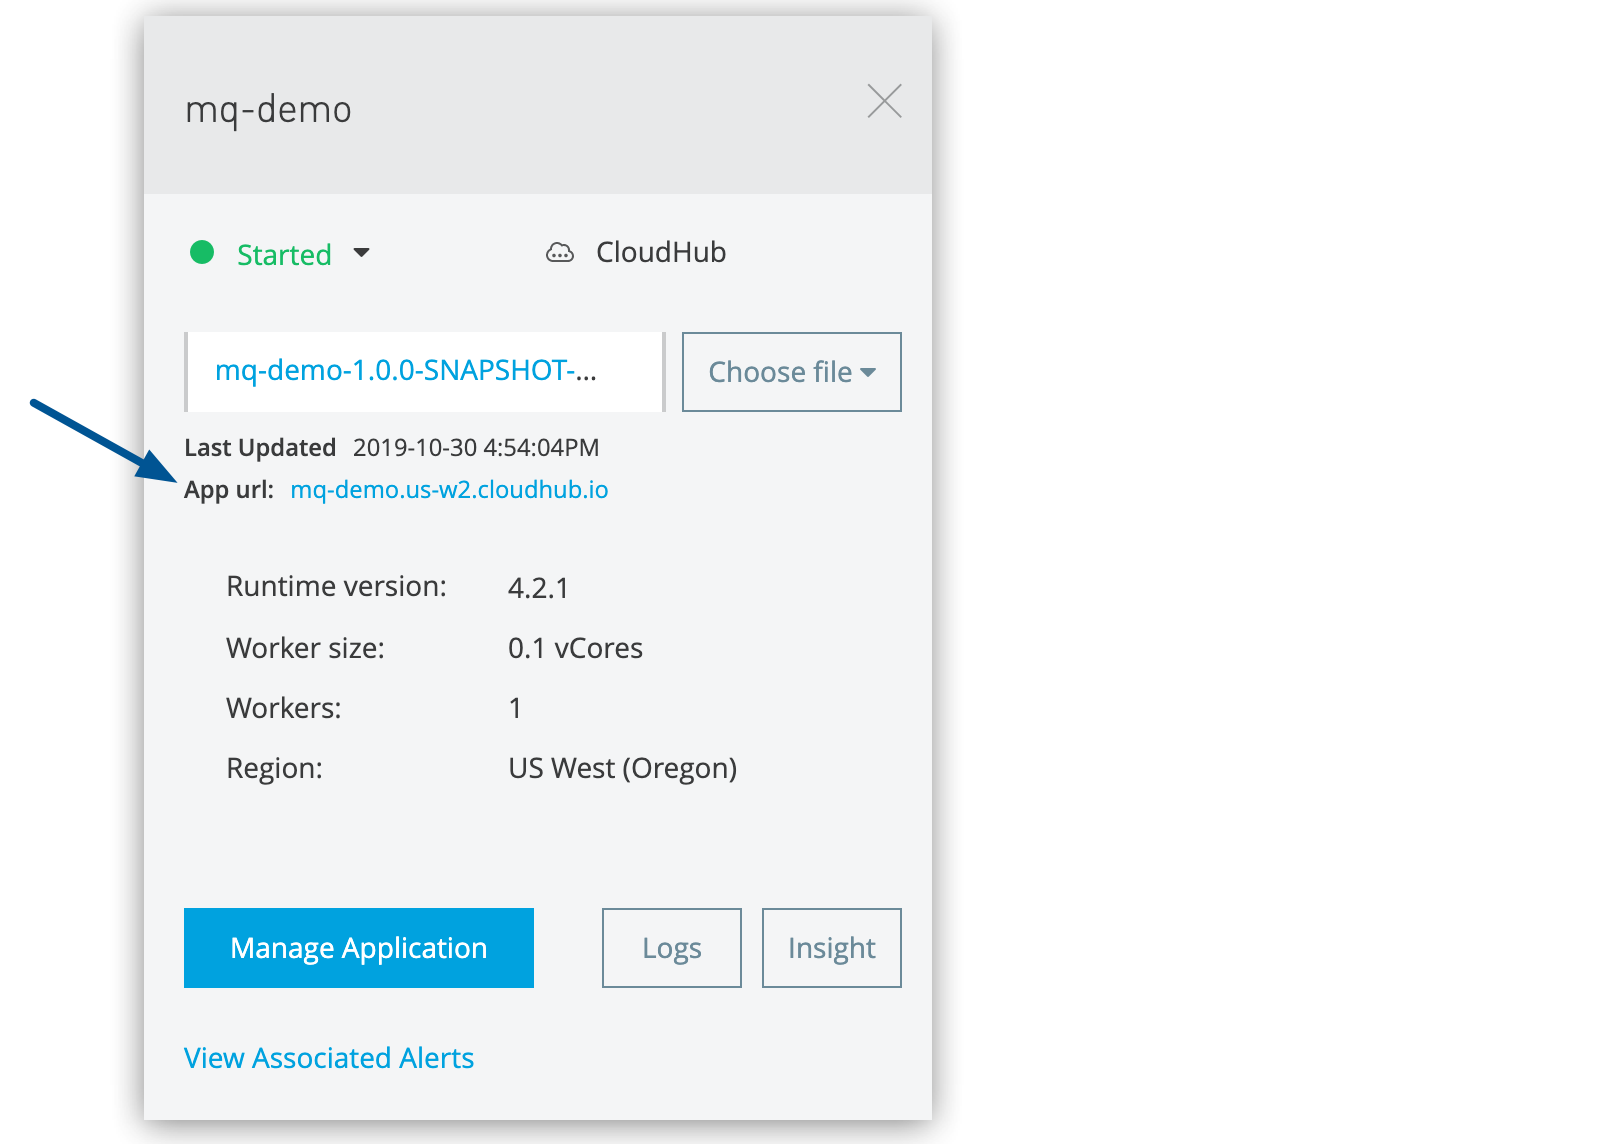 mq-demo
Started
CloudHub
mq-demo-1.0.0-SNAPSHOT-...
Choose file
Last Updated 2019-10-30 4:54:04PM
App url: mq-demo.us-w2.cloudhub.io
Runtime version: 4.2.1
Worker size: 0.1 vCores
Workers: 1
Region: US West (Oregon)
Manage Application
Logs
Insight
View Associated Alerts